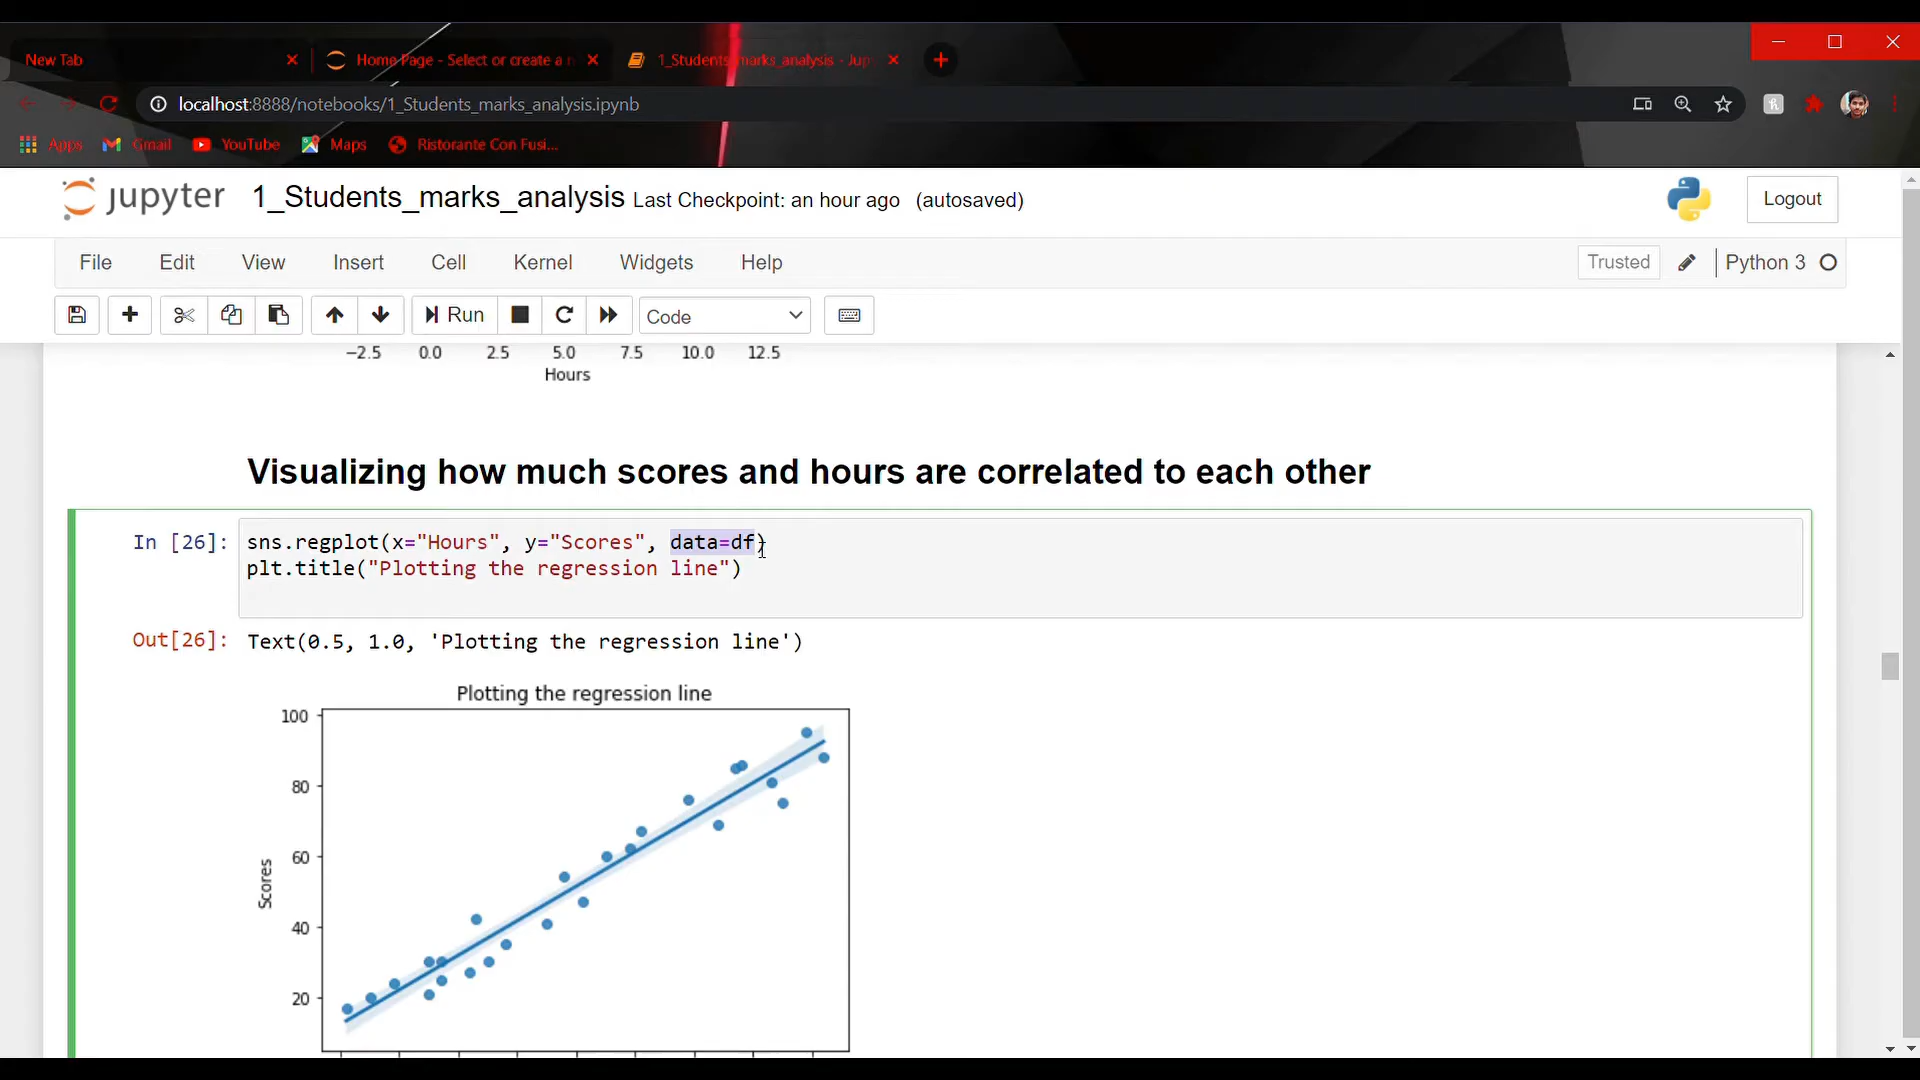 New Tab
Home Page - Select or create a n
1_Students_marks_analysis - Jup
localhost:8888/notebooks/1_Students_marks_analysis.ipynb
Apps Gmail YouTube Maps Ristorante Con Fusi...
jupyter 1_Students_marks_analysis Last Checkpoint: an hour ago (autosaved)
Logout
File Edit View Insert Cell Kernel Widgets Help
Trusted Python 3
Run Code
−2.5 0.0 2.5 5.0 7.5 10.0 12.5
Hours
Visualizing how much scores and hours are correlated to each other
In [26]: sns.regplot(x="Hours", y="Scores", data=df)
plt.title("Plotting the regression line")
Out[26]: Text(0.5, 1.0, 'Plotting the regression line')
Plotting the regression line
100
80
60
40
20
Scores